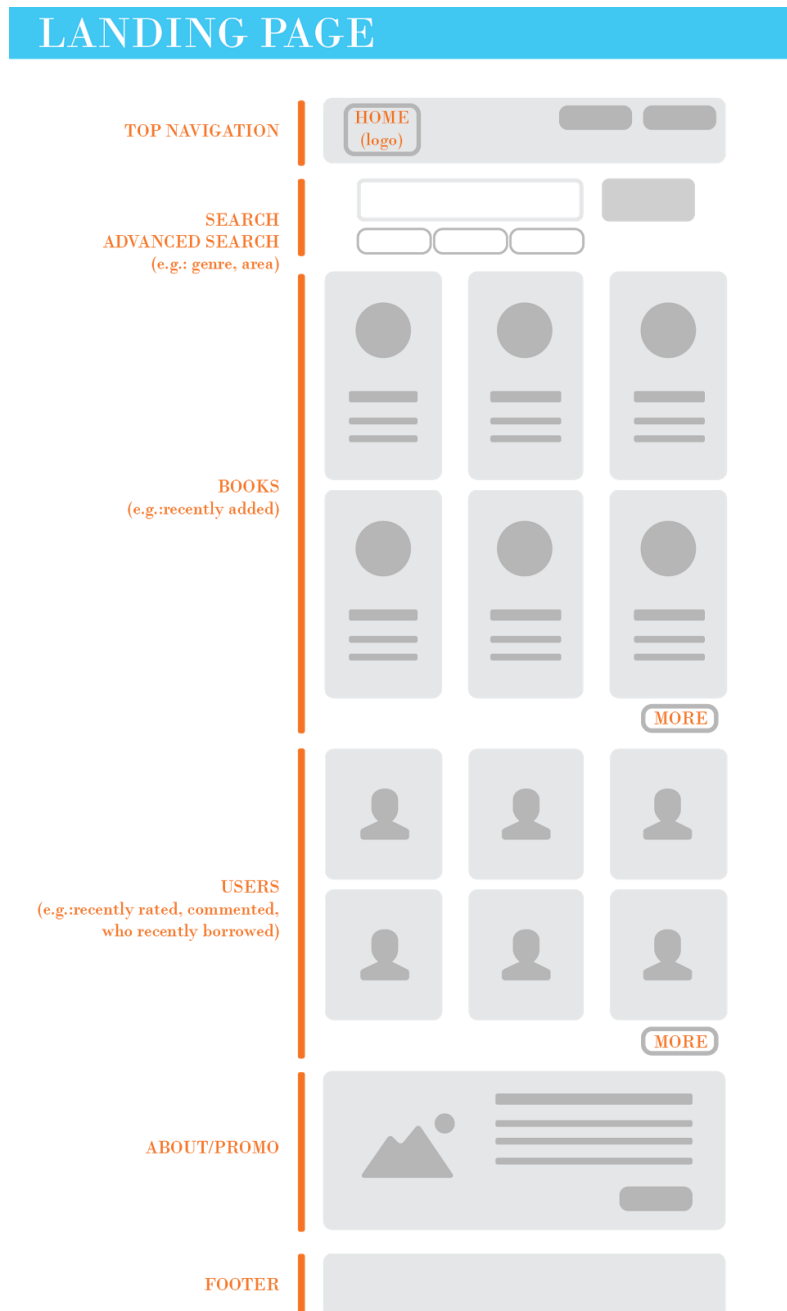 LANDING PAGE
TOP NAVIGATION
HOME
(logo)
SEARCH
ADVANCED SEARCH
(e.g.: genre, area)
BOOKS
(e.g.:recently added)
MORE
USERS
(e.g.:recently rated, commented,
who recently borrowed)
MORE
ABOUT/PROMO
FOOTER